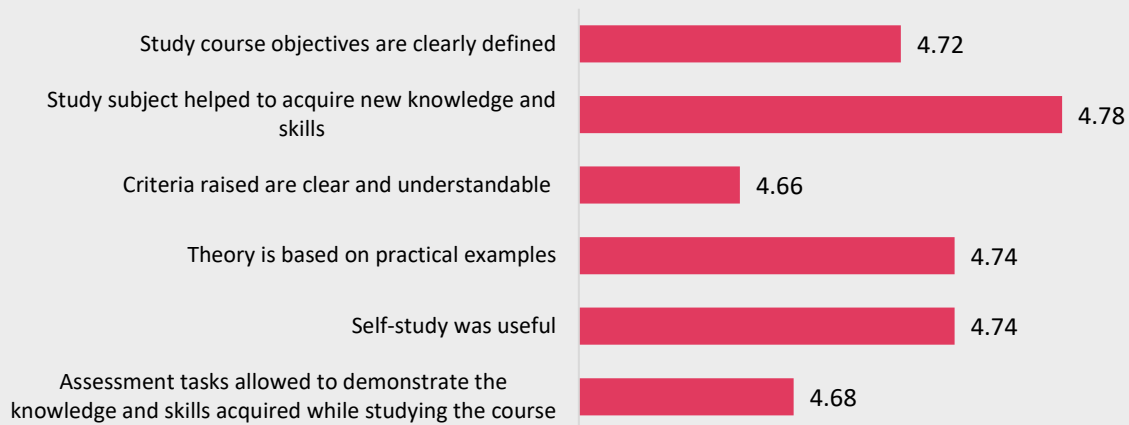 Study course objectives are clearly defined
4.72
Study subject helped to acquire new knowledge and
skills
4.78
Criteria raised are clear and understandable
4.66
Theory is based on practical examples
4.74
Self-study was useful
4.74
Assessment tasks allowed to demonstrate the
knowledge and skills acquired while studying the course
4.68